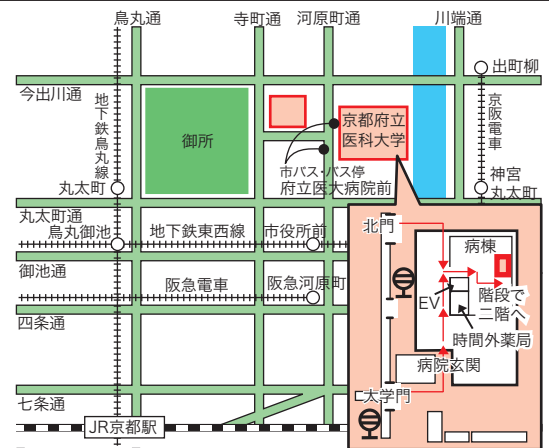 烏丸通
寺町通
河原町通
川端通
出町柳
今出川通
地下鉄烏丸線
御所
京都府立
医科大学
京阪電車
市バス・バス停
府立医大病院前
神宮
丸太町
丸太町
丸太町通
烏丸御池
地下鉄東西線
市役所前
御池通
阪急電車
阪急河原町
四条通
七条通
JR京都駅
北門
病棟
EV
階段で
二階へ
時間外薬局
病院玄関
大学門